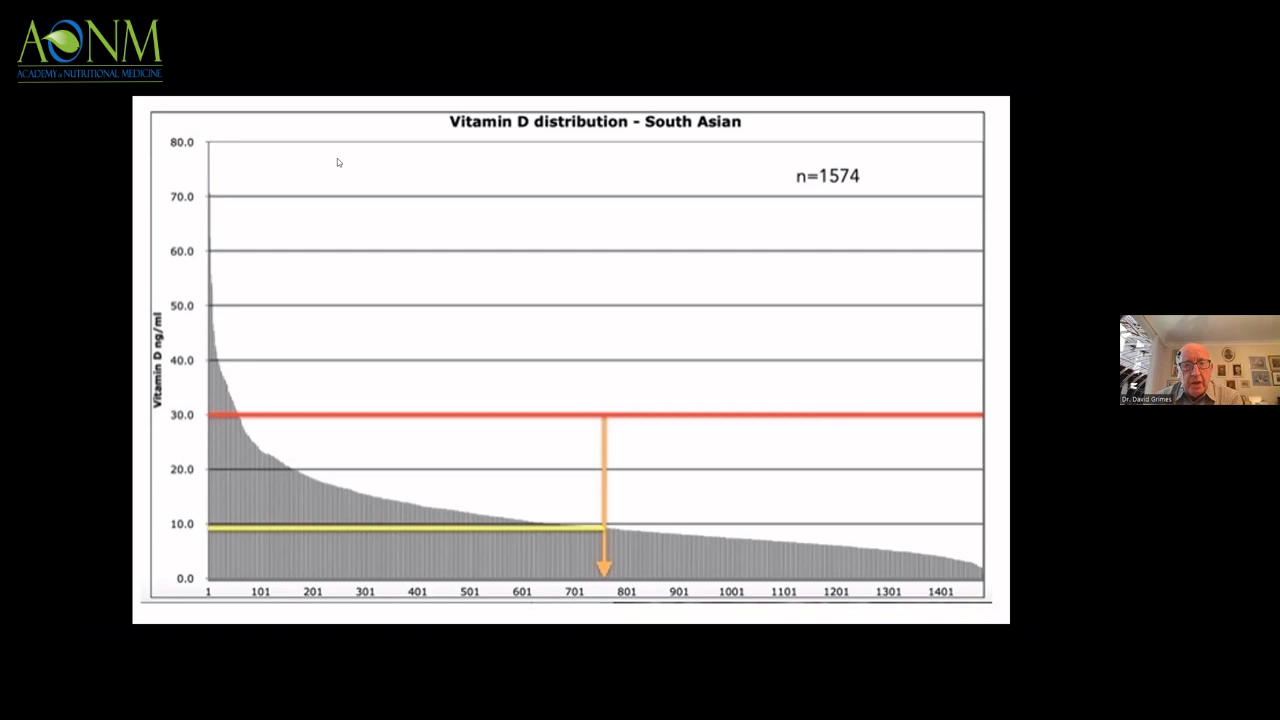 AONM
ACADEMY of NUTRITIONAL MEDICINE
Vitamin D distribution - South Asian
n=1574
Vitamin D ng/ml
80.0
70.0
60.0
50.0
40.0
30.0
20.0
10.0
0.0
1 101 201 301 401 501 601 701 801 901 1001 1101 1201 1301 1401
Dr. David Grimes